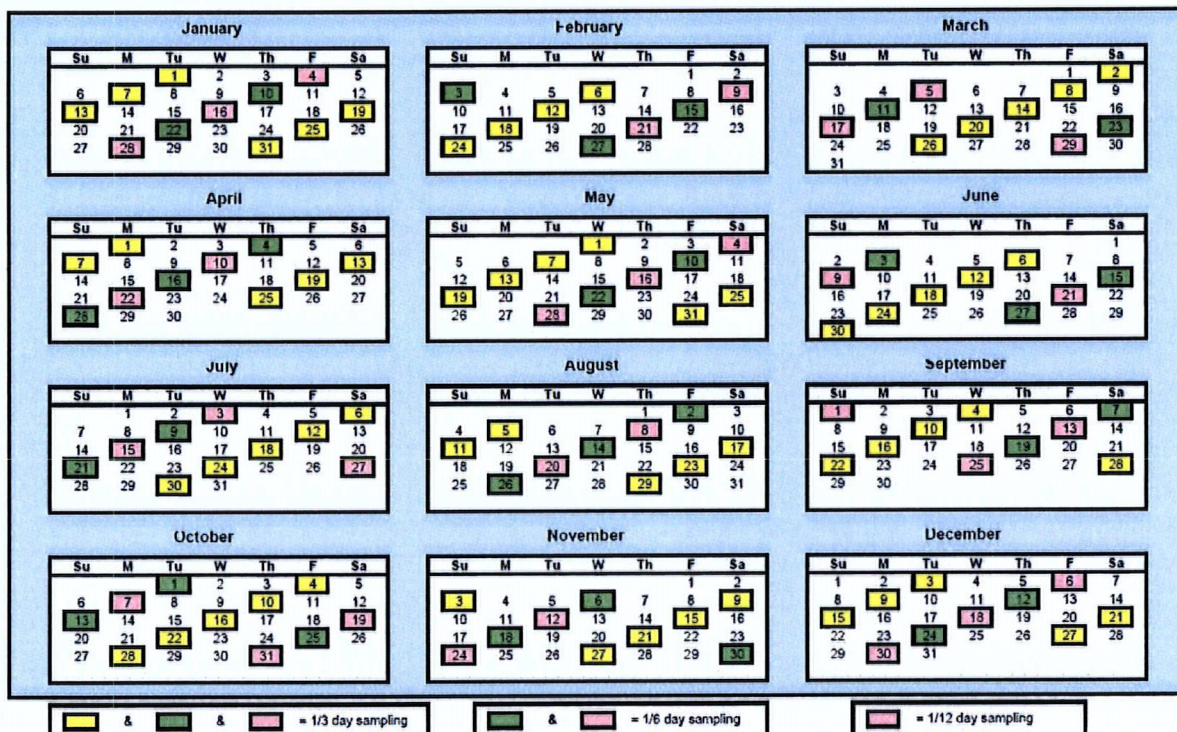 January
Su M Tu W Th F Sa
1 2 3 4 5
6 7 8 9 10 11 12
13 14 15 16 17 18 19
20 21 22 23 24 25 26
27 28 29 30 31
February
Su M Tu W Th F Sa
1 2
3 4 5 6 7 8 9
10 11 12 13 14 15 16
17 18 19 20 21 22 23
24 25 26 27 28
March
Su M Tu W Th F Sa
1 2
3 4 5 6 7 8 9
10 11 12 13 14 15 16
17 18 19 20 21 22 23
24 25 26 27 28 29 30
31
April
Su M Tu W Th F Sa
1 2 3 4 5 6
7 8 9 10 11 12 13
14 15 16 17 18 19 20
21 22 23 24 25 26 27
28 29 30
May
Su M Tu W Th F Sa
1 2 3 4
5 6 7 8 9 10 11
12 13 14 15 16 17 18
19 20 21 22 23 24 25
26 27 28 29 30 31
June
Su M Tu W Th F Sa
1
2 3 4 5 6 7 8
9 10 11 12 13 14 15
16 17 18 19 20 21 22
23 24 25 26 27 28 29
30
July
Su M Tu W Th F Sa
1 2 3 4 5 6
7 8 9 10 11 12 13
14 15 16 17 18 19 20
21 22 23 24 25 26 27
28 29 30 31
August
Su M Tu W Th F Sa
1 2 3
4 5 6 7 8 9 10
11 12 13 14 15 16 17
18 19 20 21 22 23 24
25 26 27 28 29 30 31
September
Su M Tu W Th F Sa
1 2 3 4 5 6 7
8 9 10 11 12 13 14
15 16 17 18 19 20 21
22 23 24 25 26 27 28
29 30
October
Su M Tu W Th F Sa
1 2 3 4 5
6 7 8 9 10 11 12
13 14 15 16 17 18 19
20 21 22 23 24 25 26
27 28 29 30 31
November
Su M Tu W Th F Sa
1 2
3 4 5 6 7 8 9
10 11 12 13 14 15 16
17 18 19 20 21 22 23
24 25 26 27 28 29 30
December
Su M Tu W Th F Sa
1 2 3 4 5 6 7
8 9 10 11 12 13 14
15 16 17 18 19 20 21
22 23 24 25 26 27 28
29 30 31
& & = 1/3 day sampling
& = 1/6 day sampling
= 1/12 day sampling